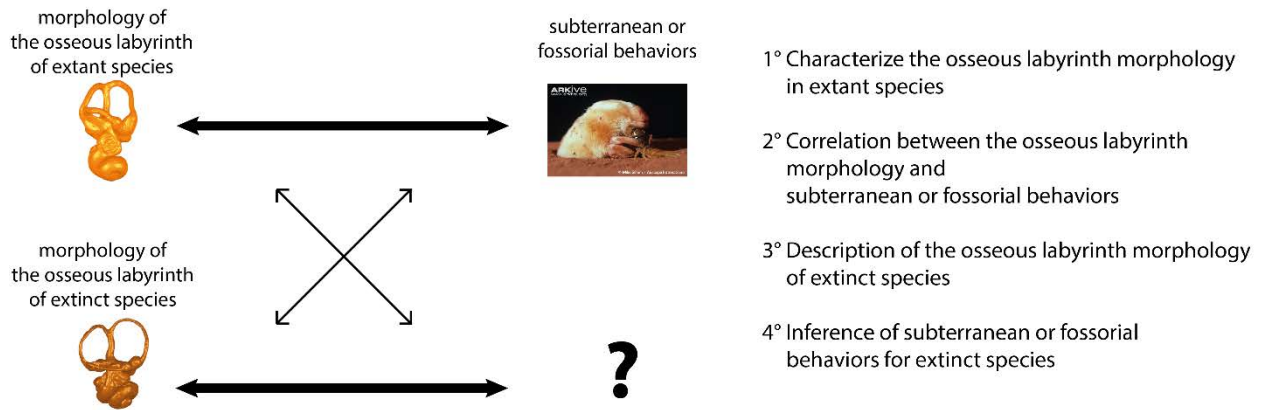 morphology of
the osseous labyrinth
of extant species
subterranean or
fossorial behaviors
ARKive
morphology of
the osseous labyrinth
of extinct species
?
1° Characterize the osseous labyrinth morphology
in extant species
2° Correlation between the osseous labyrinth
morphology and
subterranean or fossorial behaviors
3° Description of the osseous labyrinth morphology
of extinct species
4° Inference of subterranean or fossorial
behaviors for extinct species